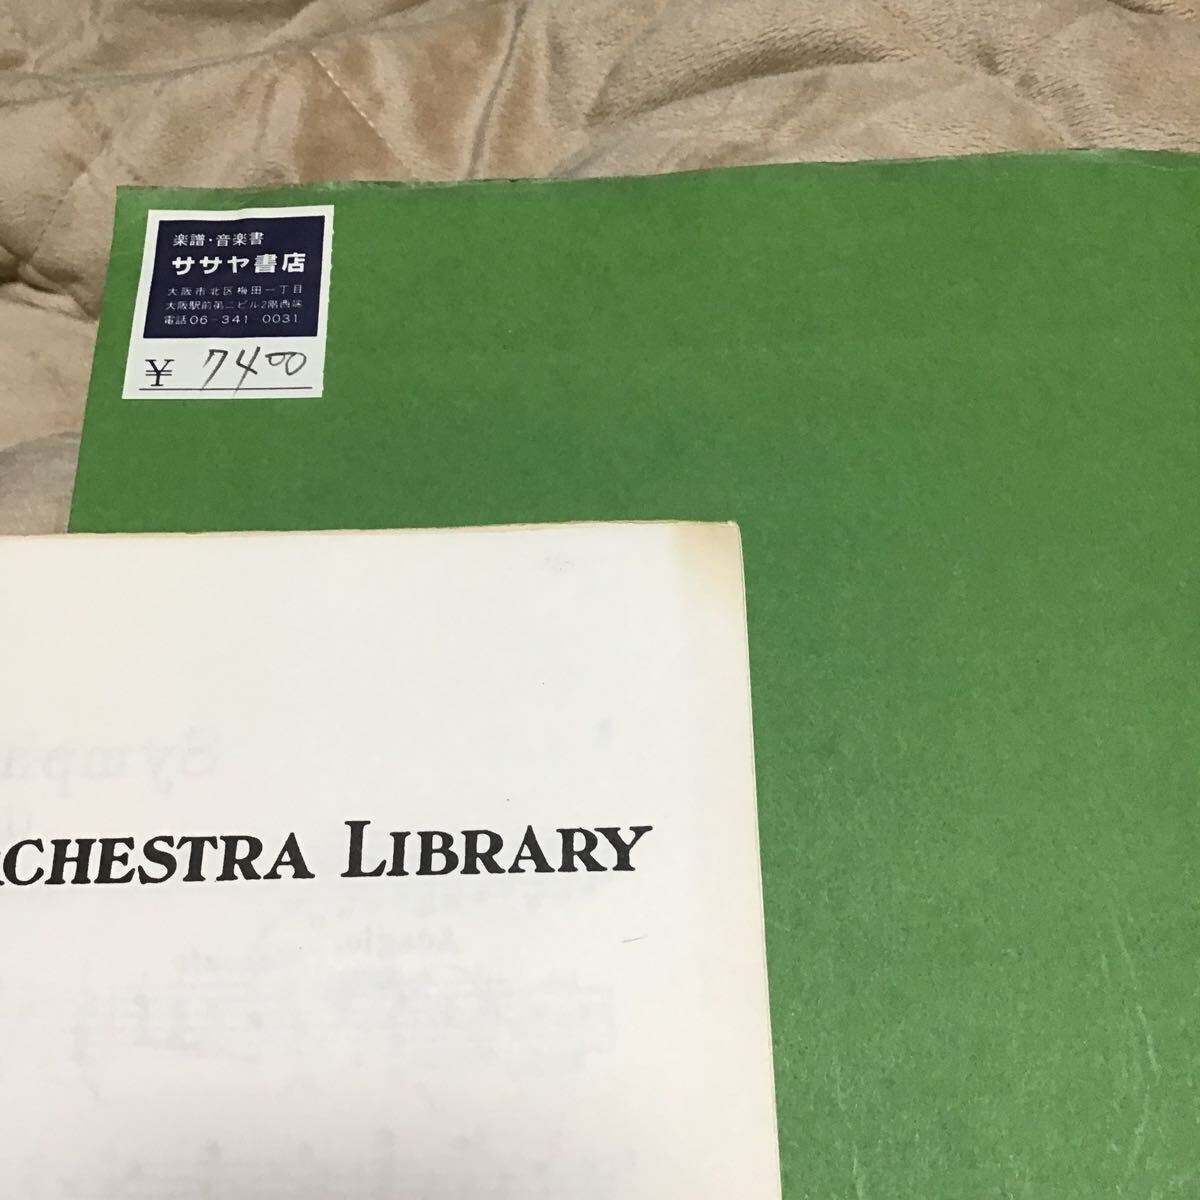 楽譜・音楽書
ササヤ書店
大阪市北区梅田一丁目
大阪駅前第二ビル2階西端
電話06-341-0031
¥ 7400
RCHESTRA LIBRARY
Adagio.